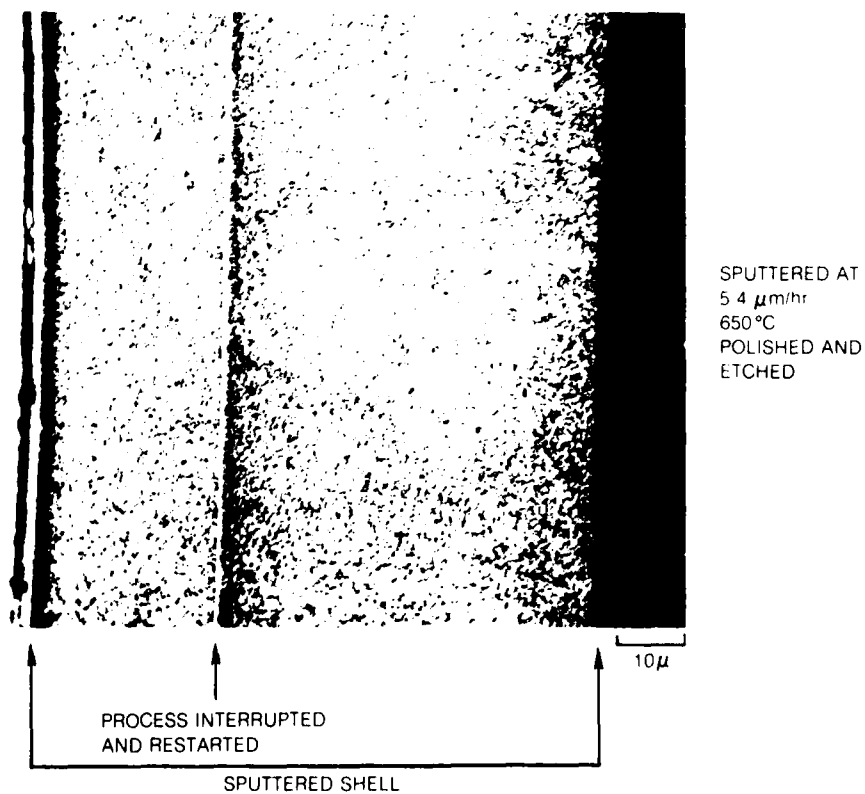 SPUTTERED AT
5 4 μm/hr
650°C
POLISHED AND
ETCHED
10μ
PROCESS INTERRUPTED
AND RESTARTED
SPUTTERED SHELL